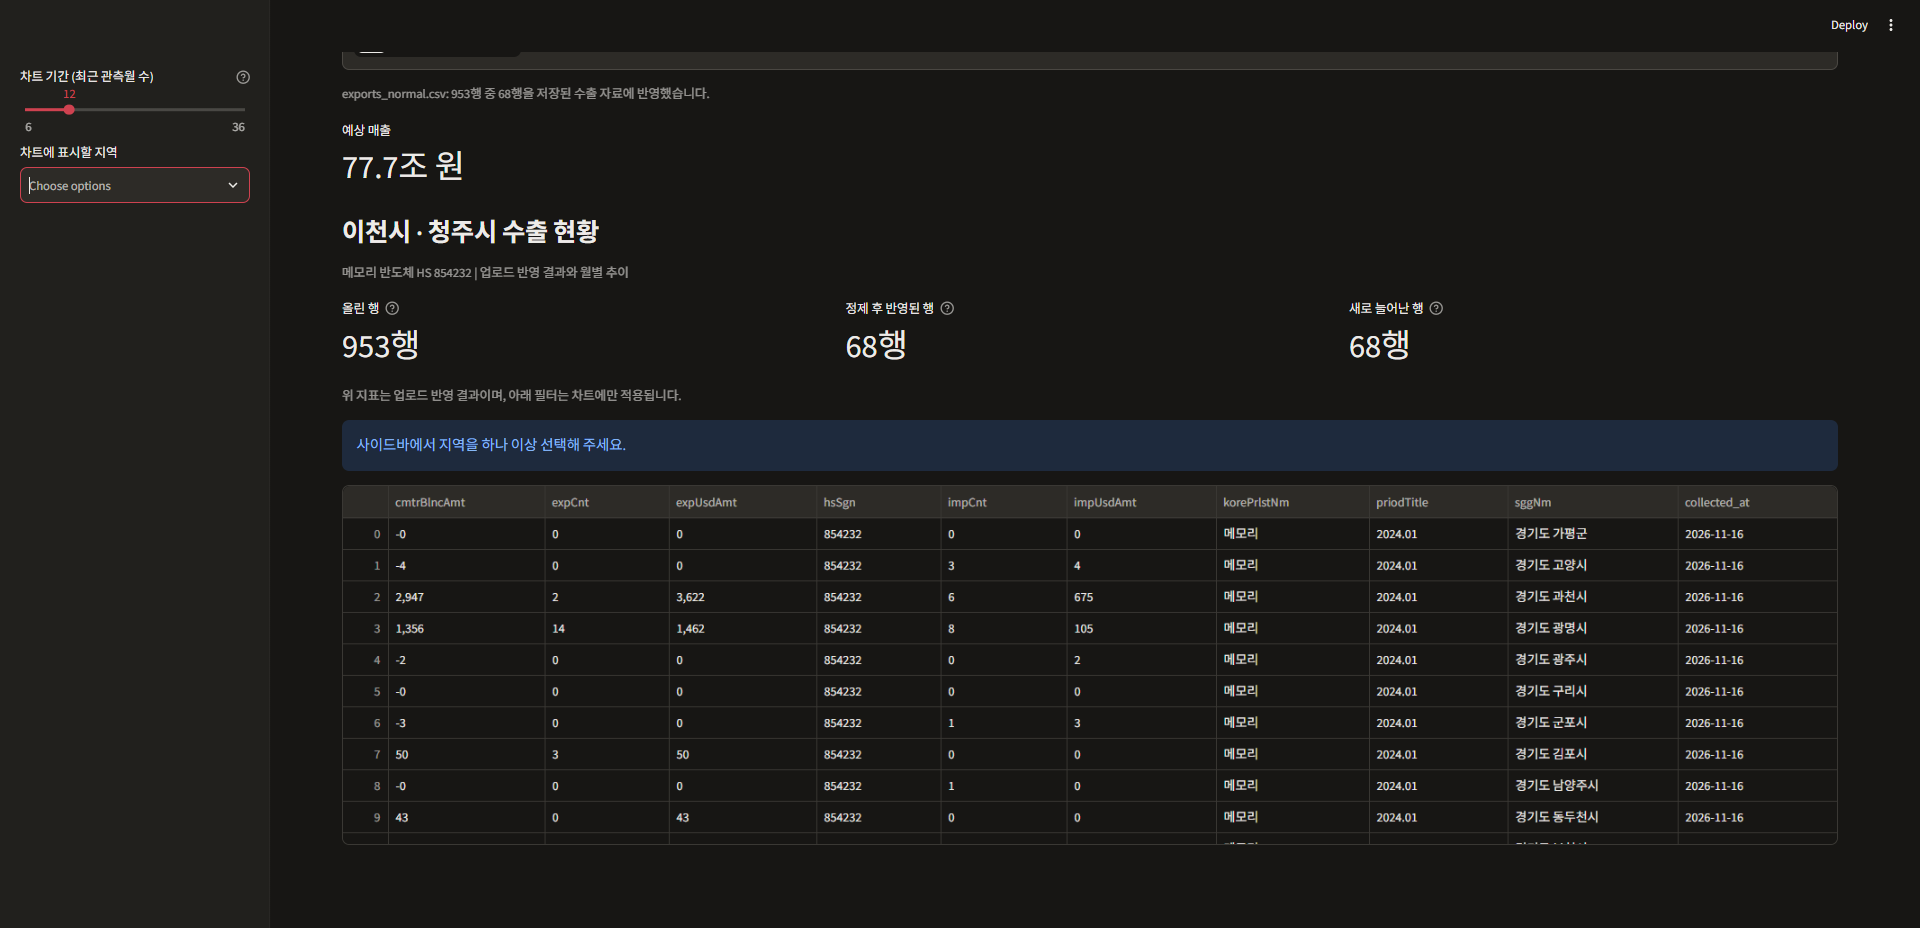 Deploy
차트 기간 (최근 관측월 수)
12
6 36
차트에 표시할 지역
Choose options
exports_normal.csv: 953행 중 68행을 저장된 수출 자료에 반영했습니다.
예상 매출
77.7조 원
이천시 · 청주시 수출 현황
메모리 반도체 HS 854232 | 업로드 반영 결과와 월별 추이
올린 행 정제 후 반영된 행 새로 늘어난 행
953행 68행 68행
위 지표는 업로드 반영 결과이며, 아래 필터는 차트에만 적용됩니다.
사이드바에서 지역을 하나 이상 선택해 주세요.
cmtrBlncAmt expCnt expUsdAmt hsSgn impCnt impUsdAmt korePrlstNm priodTitle sggNm collected_at
0 -0 0 0 854232 0 0 메모리 2024.01 경기도 가평군 2026-11-16
1 -4 0 0 854232 3 4 메모리 2024.01 경기도 고양시 2026-11-16
2 2,947 2 3,622 854232 6 675 메모리 2024.01 경기도 과천시 2026-11-16
3 1,356 14 1,462 854232 8 105 메모리 2024.01 경기도 광명시 2026-11-16
4 -2 0 0 854232 0 2 메모리 2024.01 경기도 광주시 2026-11-16
5 -0 0 0 854232 0 0 메모리 2024.01 경기도 구리시 2026-11-16
6 -3 0 0 854232 1 3 메모리 2024.01 경기도 군포시 2026-11-16
7 50 3 50 854232 0 0 메모리 2024.01 경기도 김포시 2026-11-16
8 -0 0 0 854232 1 0 메모리 2024.01 경기도 남양주시 2026-11-16
9 43 0 43 854232 0 0 메모리 2024.01 경기도 동두천시 2026-11-16